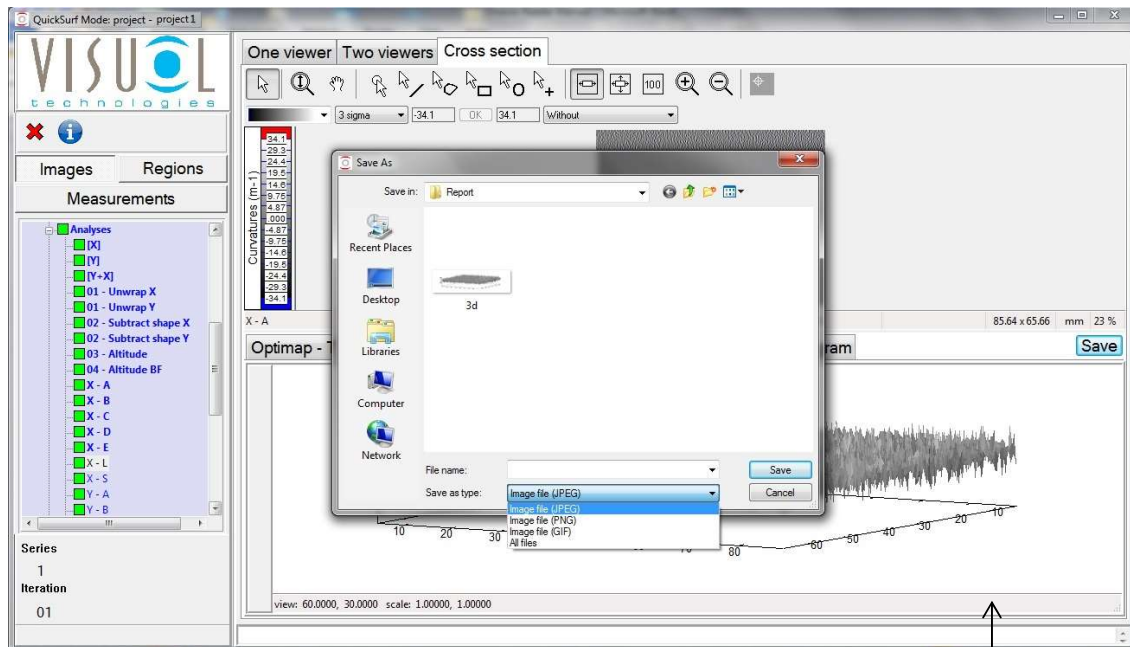 QuickSurf Mode: project - project1
VISUOL
technologies
Images
Regions
Measurements
Analyses
[X]
[Y]
[Y+X]
01 - Unwrap X
01 - Unwrap Y
02 - Subtract shape X
02 - Subtract shape Y
03 - Altitude
04 - Altitude BF
X - A
X - B
X - C
X - D
X - E
X - L
X - S
Y - A
Y - B
Series
1
Iteration
01
One viewer
Two viewers
Cross section
100
3 sigma
-34.1
OK
34.1
Without
Curvatures (m-1)
34.1
29.3
24.4
19.5
14.6
9.75
4.87
.000
-4.87
-9.75
-14.6
-19.5
-24.4
-29.3
-34.1
X - A
85.64 x 65.66
mm
23 %
Optimap - T
ram
Save
Save As
Save in:
Report
Recent Places
Desktop
Libraries
Computer
Network
3d
File name:
Save
Save as type:
Image file (JPEG)
Cancel
Image file (JPEG)
Image file (PNG)
Image file (GIF)
All files
10
20
30
80
60
50
40
30
20
10
view: 60.0000, 30.0000 scale: 1.00000, 1.00000